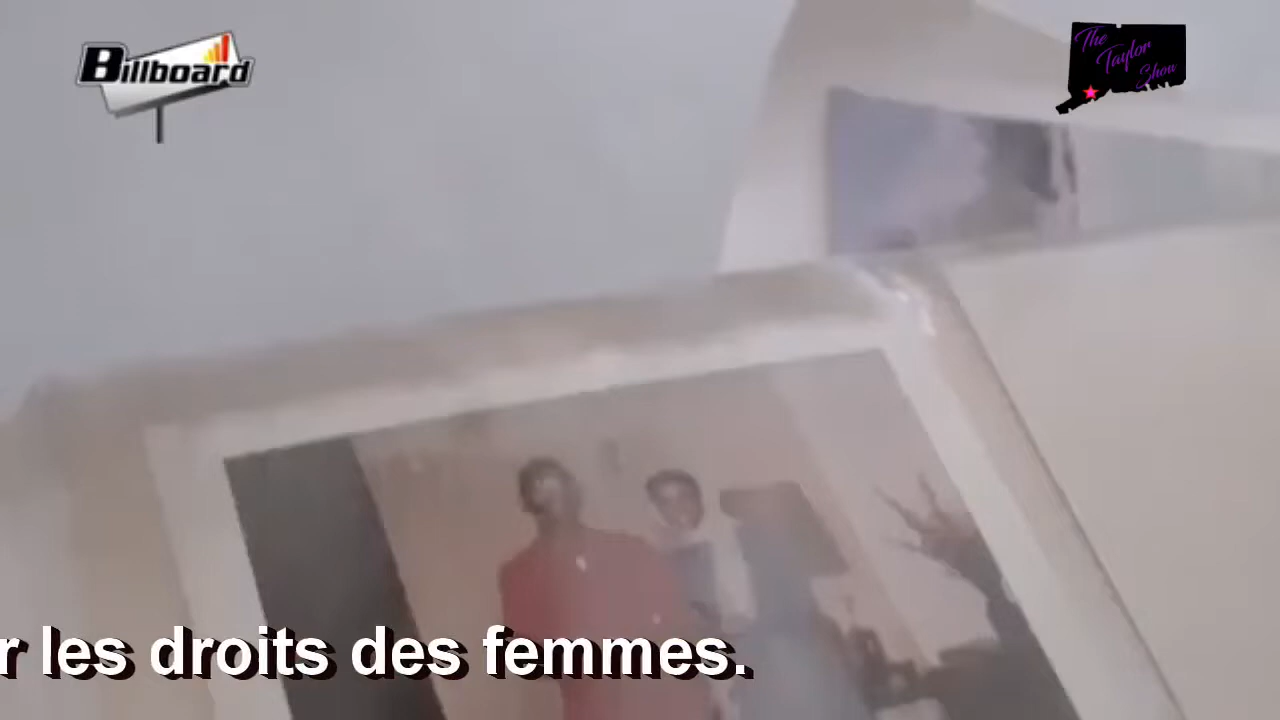 Billboard
The
Taylor
Show
r les droits des femmes.